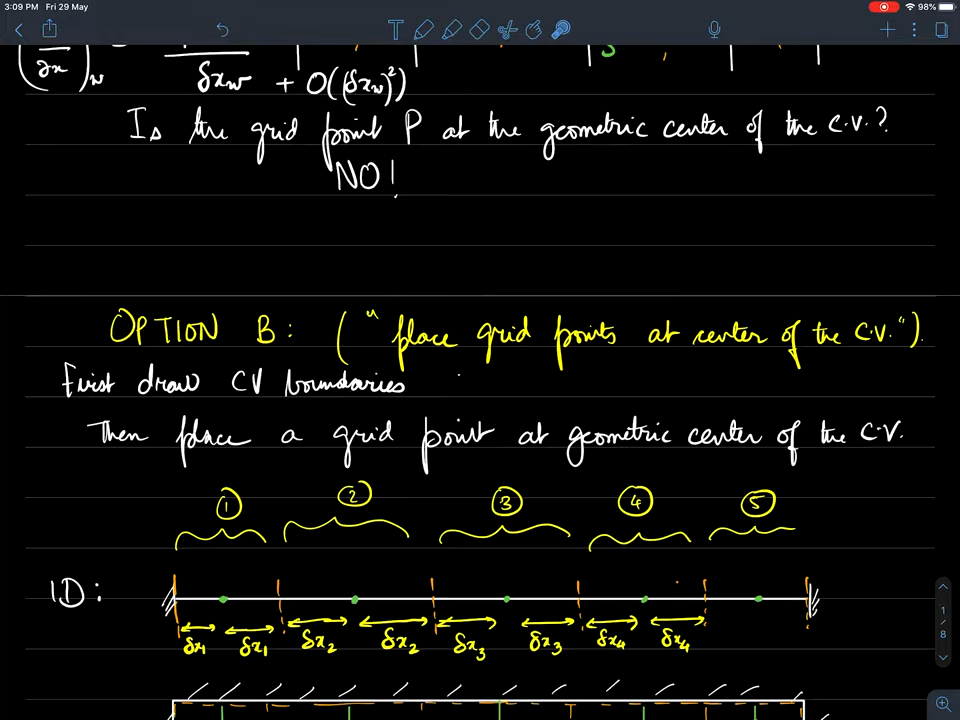 3:09 PM Fri 29 May
98%
∂x )w δxw + O((δxw)²)
Is the grid point P at the geometric center of the C.V.?
NO!
OPTION B: ("place grid points at center of the C.V.").
First draw CV boundaries
Then place a grid point at geometric center of the C.V.
1 2 3 4 5
1D:
δx1 δx1 δx2 δx2 δx3 δx3 δx4 δx4
1
/
8